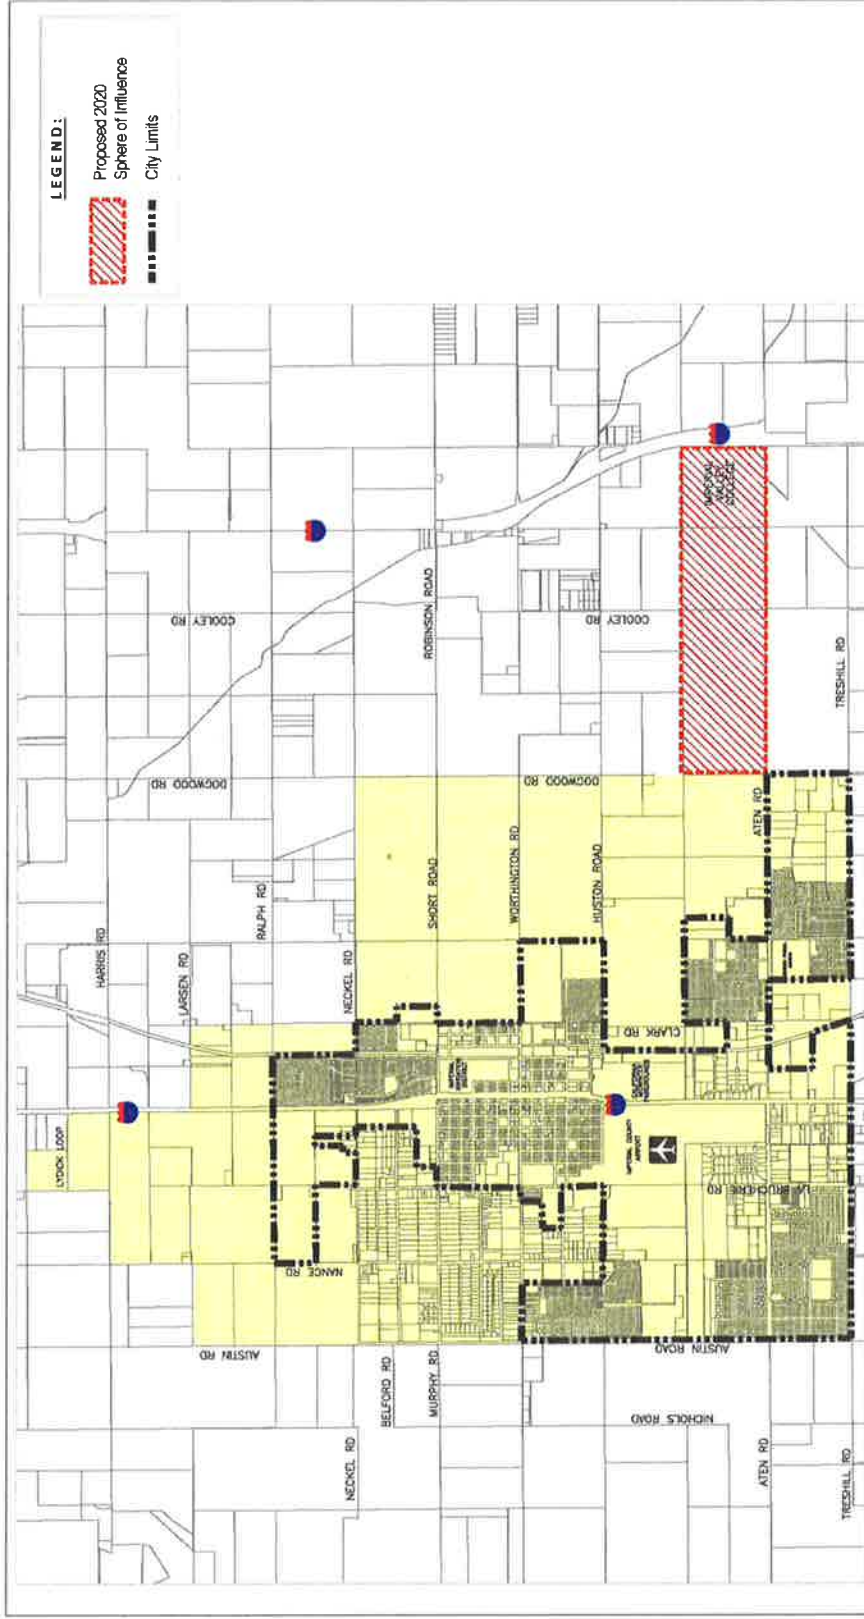 LEGEND:
Proposed 2020
Sphere of Influence
City Limits
LYDICK LOOP
HARRIS RD
LARSEN RD
RALPH RD
NECKEL RD
SHORT ROAD
ROBINSON ROAD
WORTHINGTON RD
HUSTON ROAD
ATEN RD
TRESHILL RD
COOLEY RD
COOLEY RD
DOGWOOD RD
DOGWOOD RD
CLARK RD
IMPERIAL
VALLEY
COLLEGE
IMPERIAL COUNTY
AIRPORT
LA BRUCHERIE RD
NANCE RD
AUSTIN RD
AUSTIN ROAD
NICHOLS ROAD
NECKEL RD
BELFORD RD
MURPHY RD
ATEN RD
TRESHILL RD